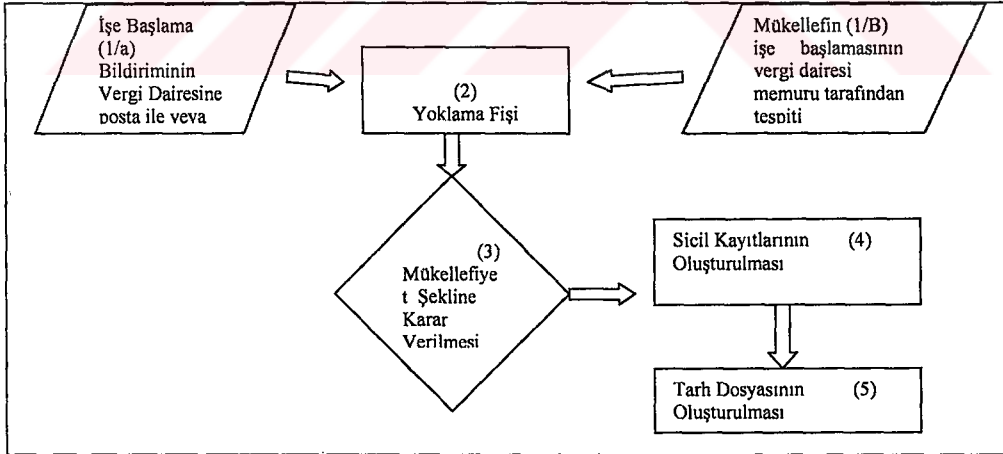 İşe Başlama
(1/a)
Bildiriminin
Vergi Dairesine
posta ile veya
(2)
Yoklama Fişi
Mükellefin (1/B)
işe başlamasının
vergi dairesi
memuru tarafından
tespiti
(3)
Mükellefiye
t Şekline
Karar
Verilmesi
Sicil Kayıtlarının (4)
Oluşturulması
Tarh Dosyasının (5)
Oluşturulması